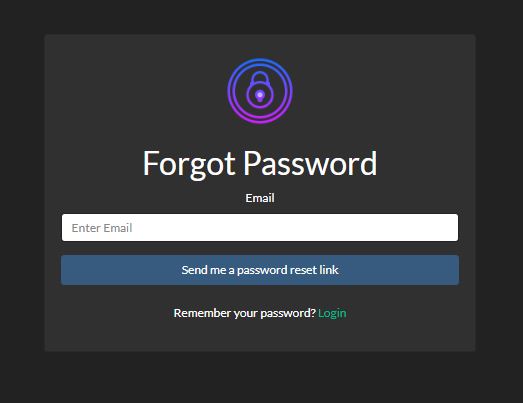 Forgot Password
Email
Enter Email
Send me a password reset link
Remember your password? Login